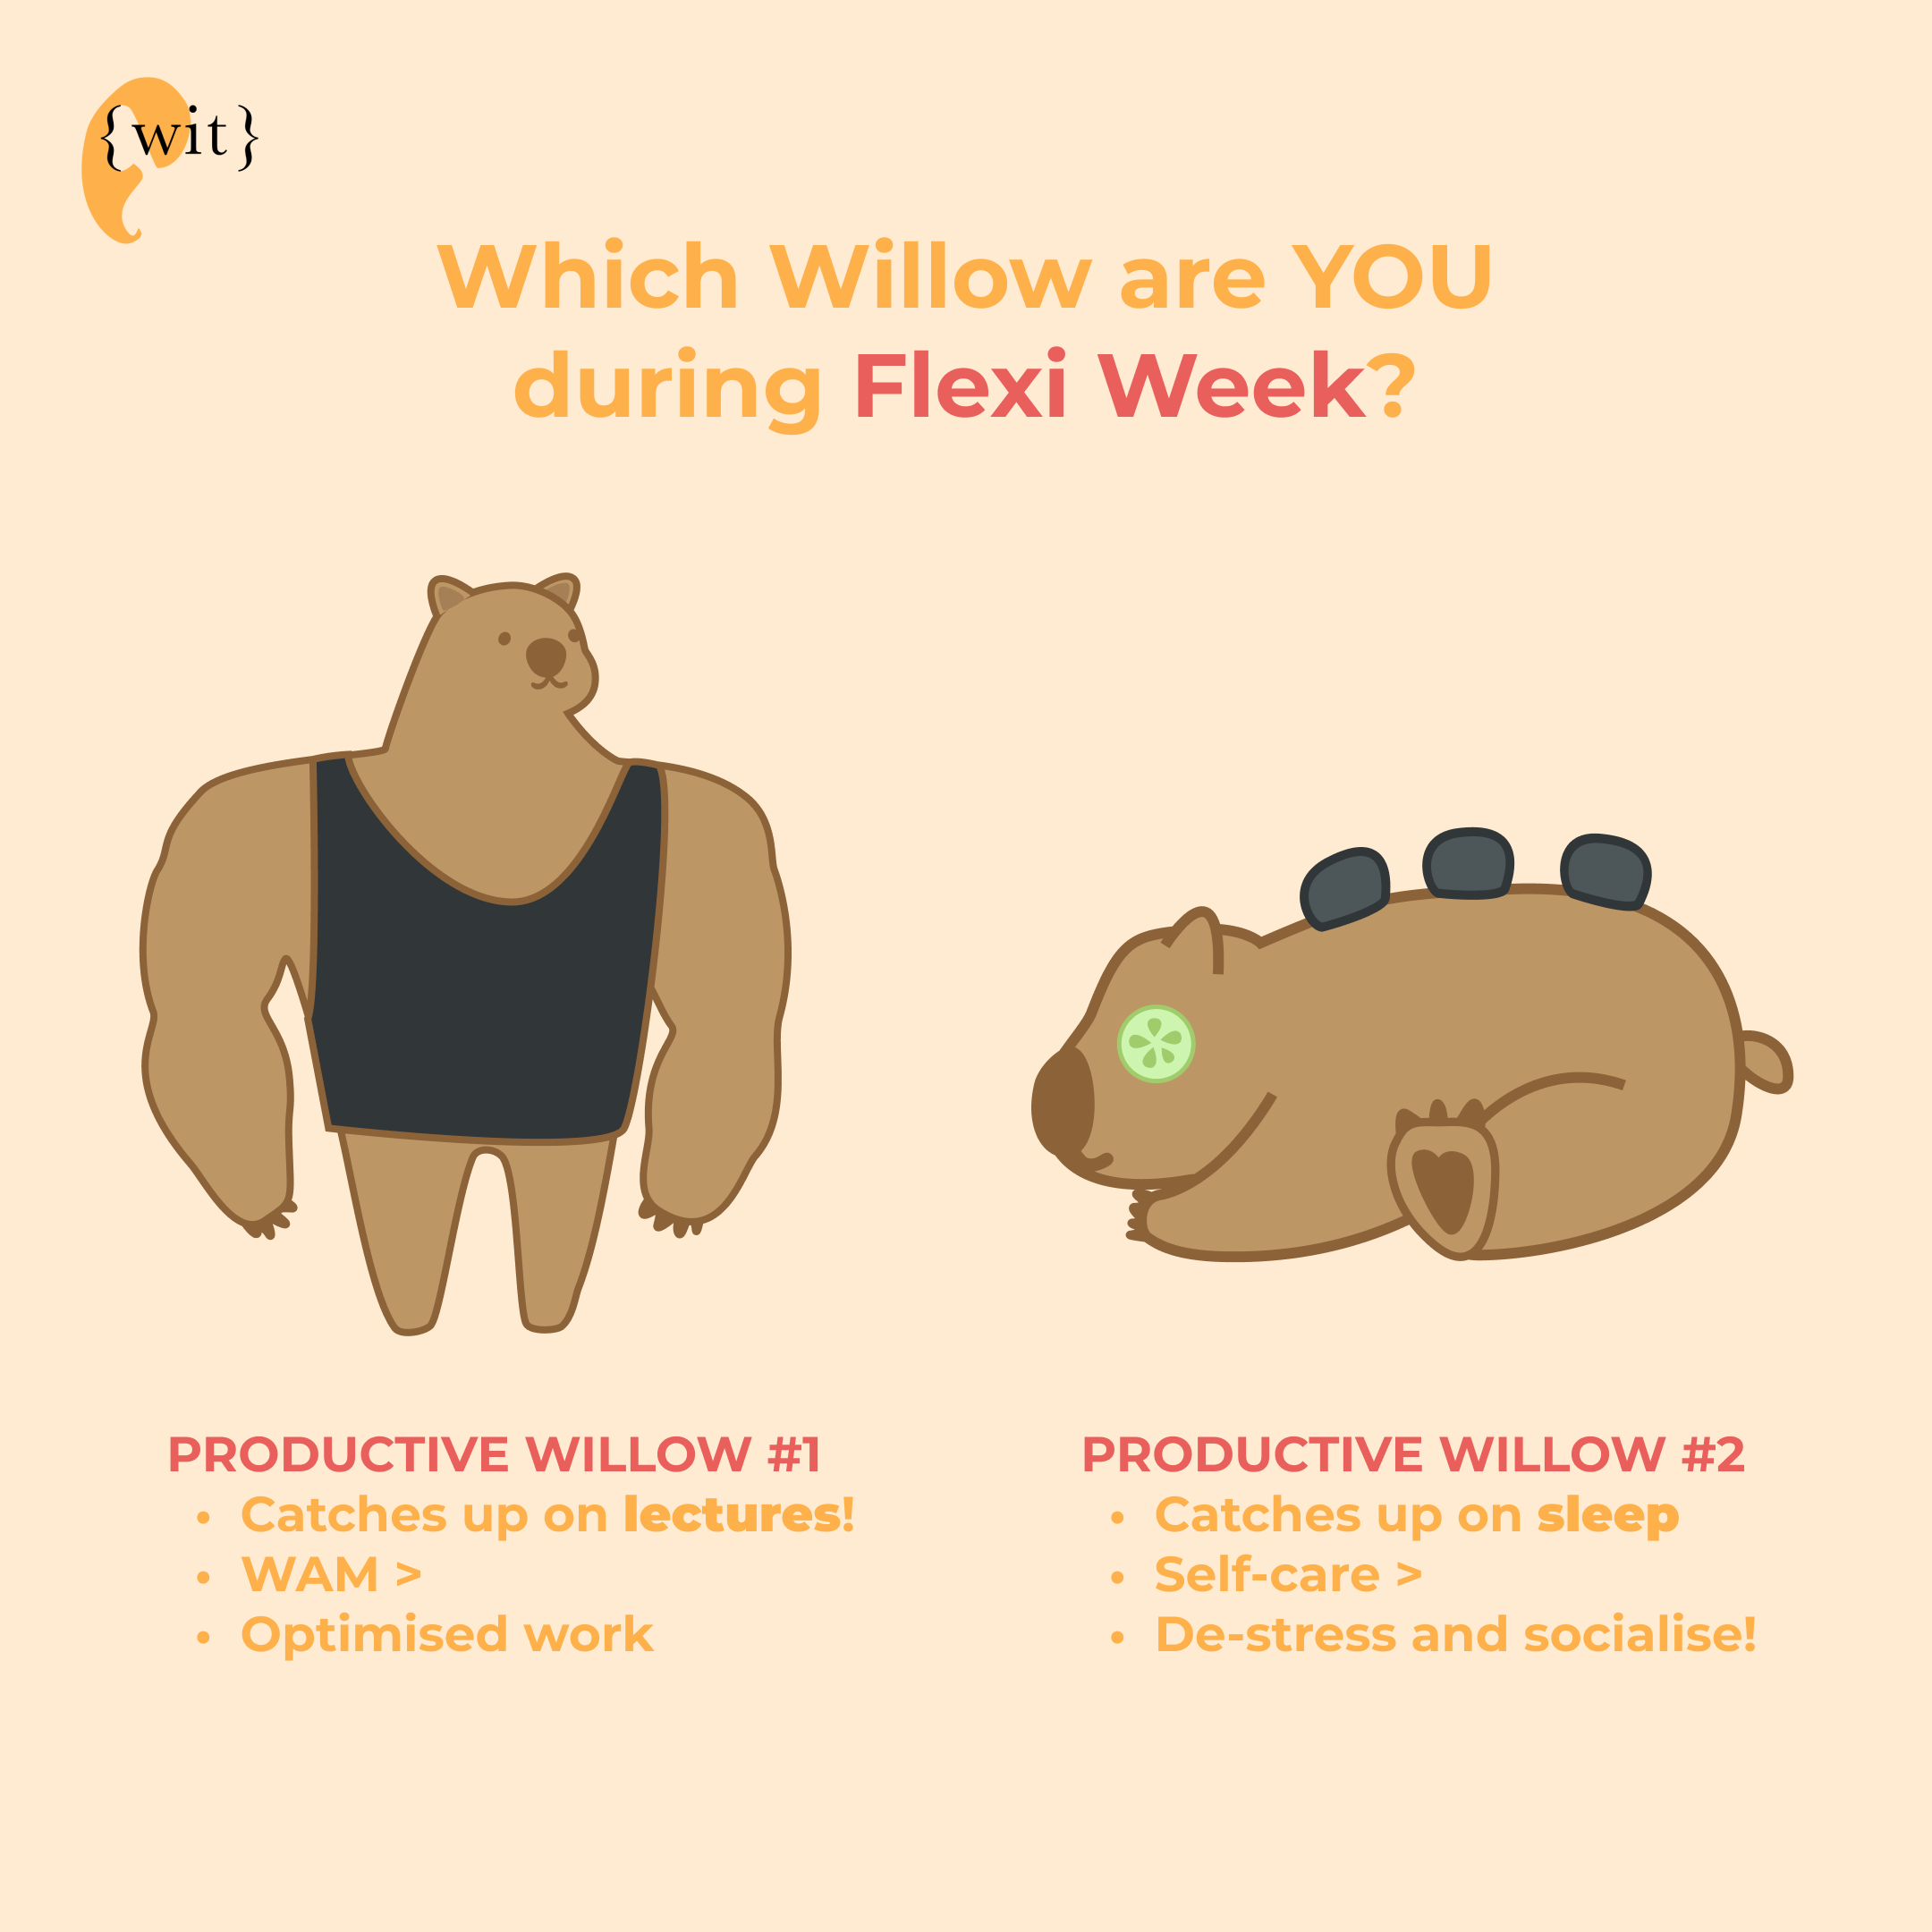 {wit}
Which Willow are YOU
during Flexi Week?
PRODUCTIVE WILLOW #1
• Catches up on lectures!
• WAM >
• Optimised work
PRODUCTIVE WILLOW #2
• Catches up on sleep
• Self-care >
• De-stress and socialise!